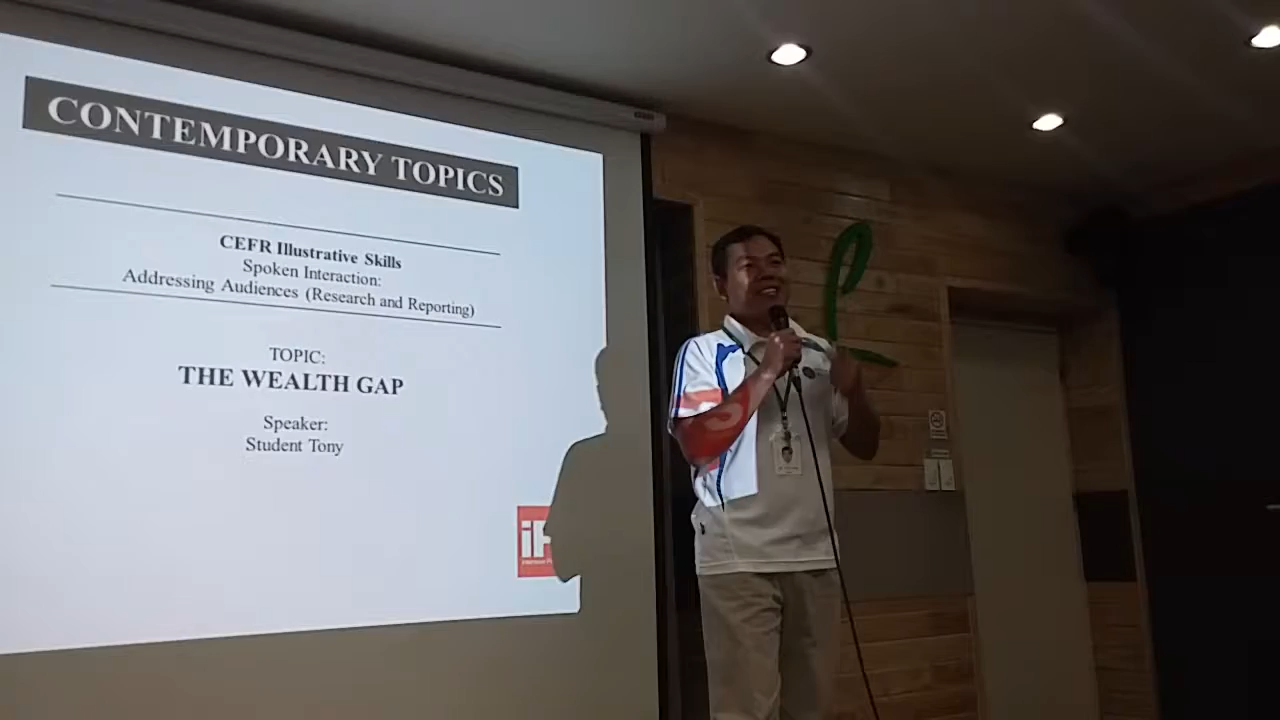 CONTEMPORARY TOPICS
CEFR Illustrative Skills
Spoken Interaction:
Addressing Audiences (Research and Reporting)
TOPIC:
THE WEALTH GAP
Speaker:
Student Tony